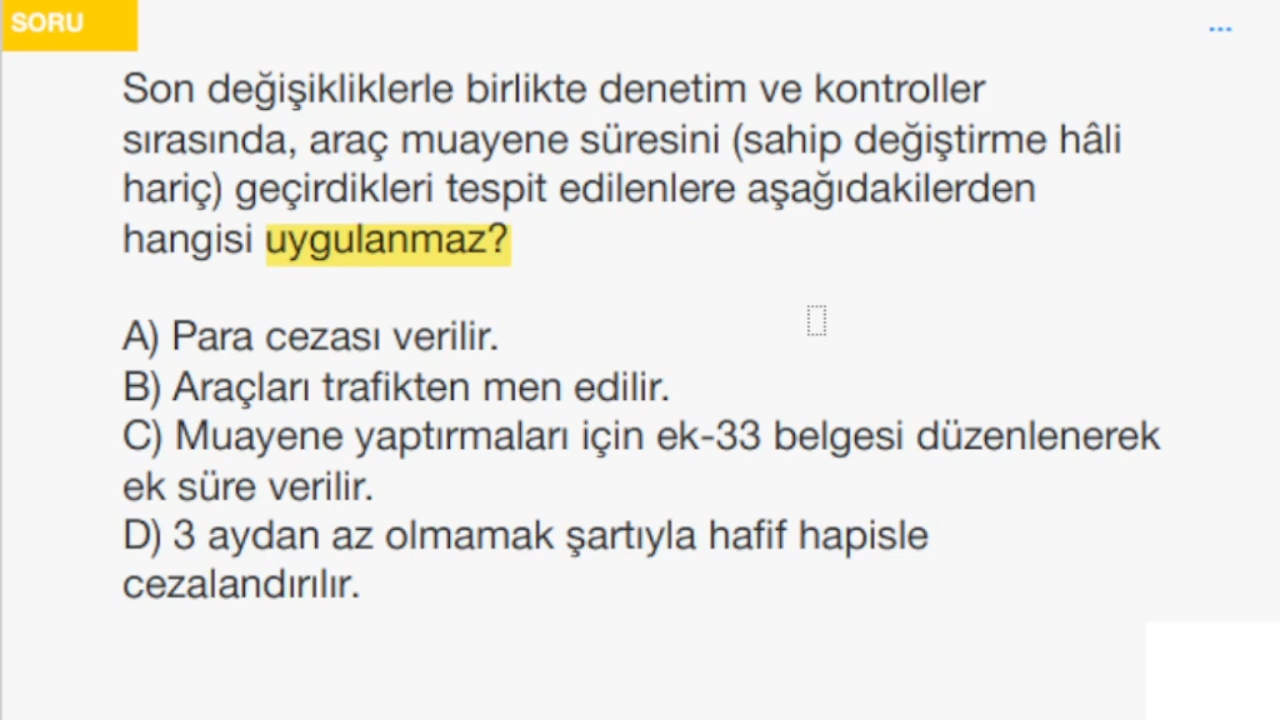 SORU
...
Son değişikliklerle birlikte denetim ve kontroller
sırasında, araç muayene süresini (sahip değiştirme hâli
hariç) geçirdikleri tespit edilenlere aşağıdakilerden
hangisi uygulanmaz?
A) Para cezası verilir.
B) Araçları trafikten men edilir.
C) Muayene yaptırmaları için ek-33 belgesi düzenlenerek
ek süre verilir.
D) 3 aydan az olmamak şartıyla hafif hapisle
cezalandırılır.